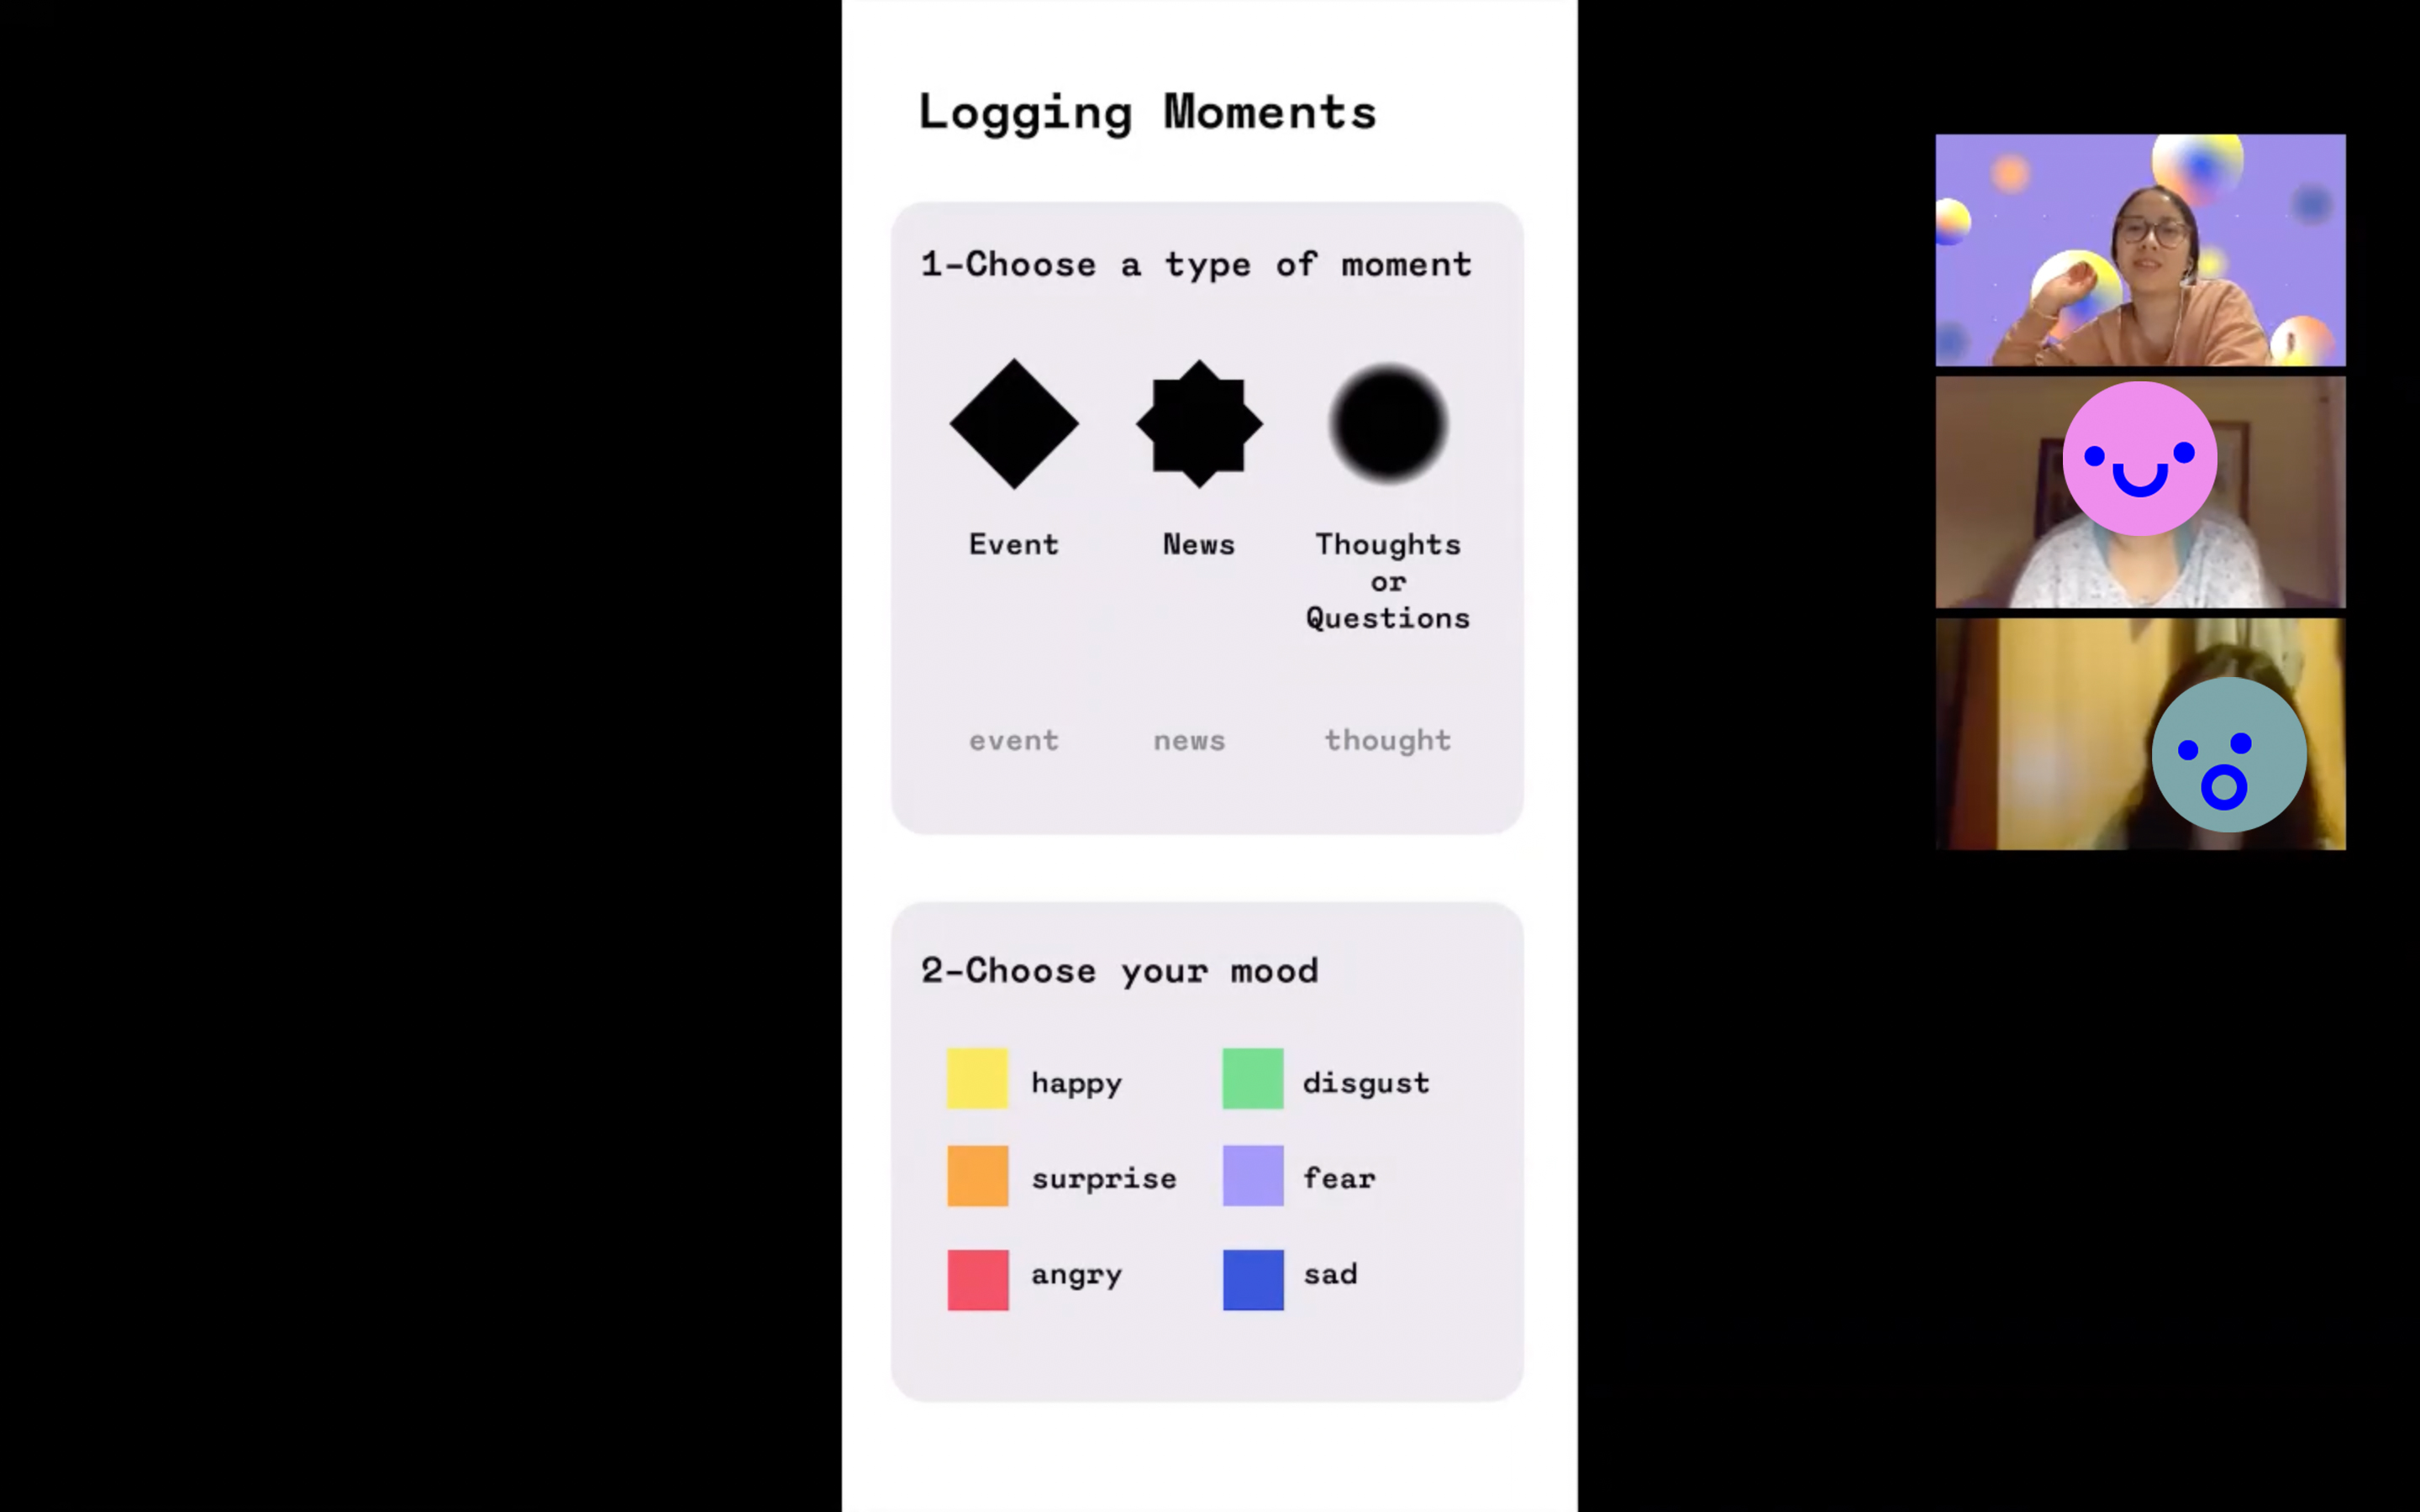 Logging Moments
1-Choose a type of moment
Event News Thoughts
or
Questions
event news thought
2-Choose your mood
happy disgust
surprise fear
angry sad